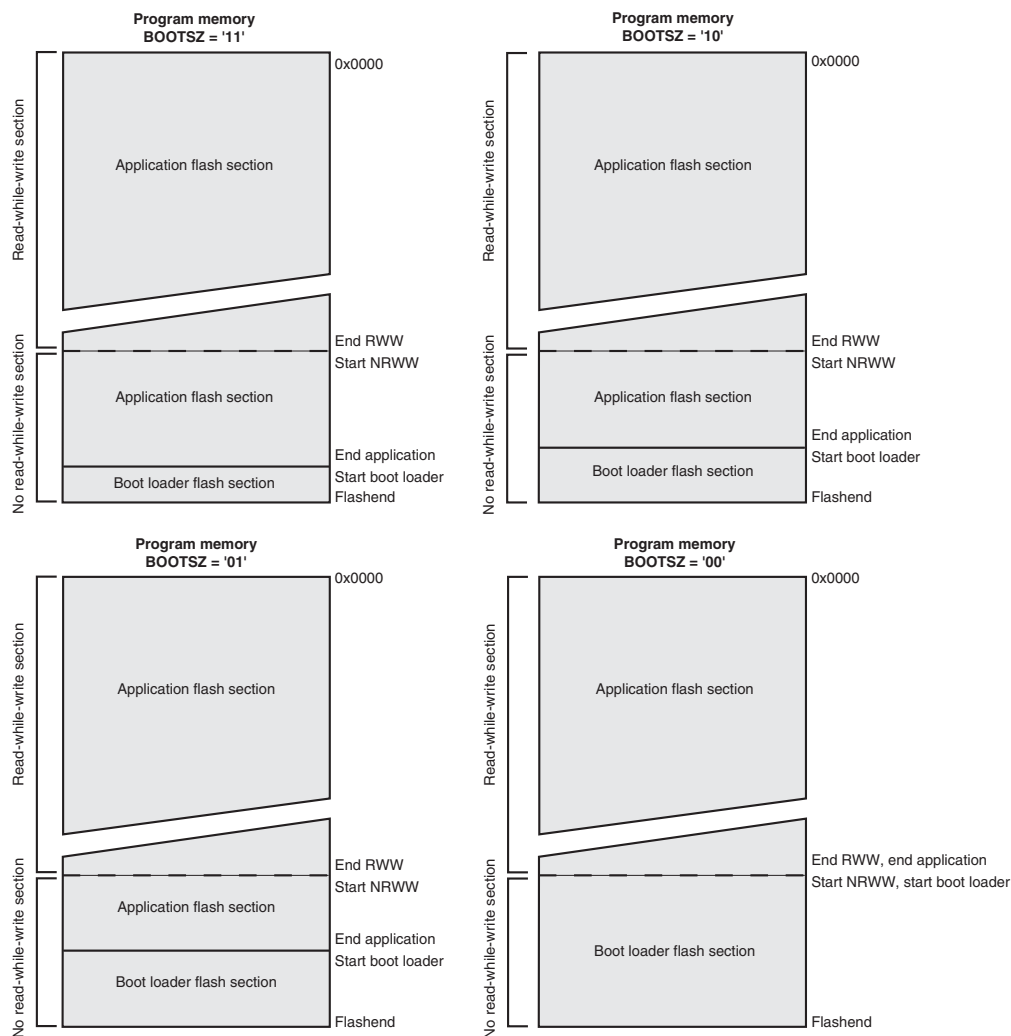 Program memory
BOOTSZ = '11'
0x0000
Read-while-write section
Application flash section
End RWW
Start NRWW
No read-while-write section
Application flash section
End application
Start boot loader
Boot loader flash section
Flashend
Program memory
BOOTSZ = '10'
0x0000
Read-while-write section
Application flash section
End RWW
Start NRWW
No read-while-write section
Application flash section
End application
Start boot loader
Boot loader flash section
Flashend
Program memory
BOOTSZ = '01'
0x0000
Read-while-write section
Application flash section
End RWW
Start NRWW
No read-while-write section
Application flash section
End application
Start boot loader
Boot loader flash section
Flashend
Program memory
BOOTSZ = '00'
0x0000
Read-while-write section
Application flash section
End RWW, end application
Start NRWW, start boot loader
No read-while-write section
Boot loader flash section
Flashend